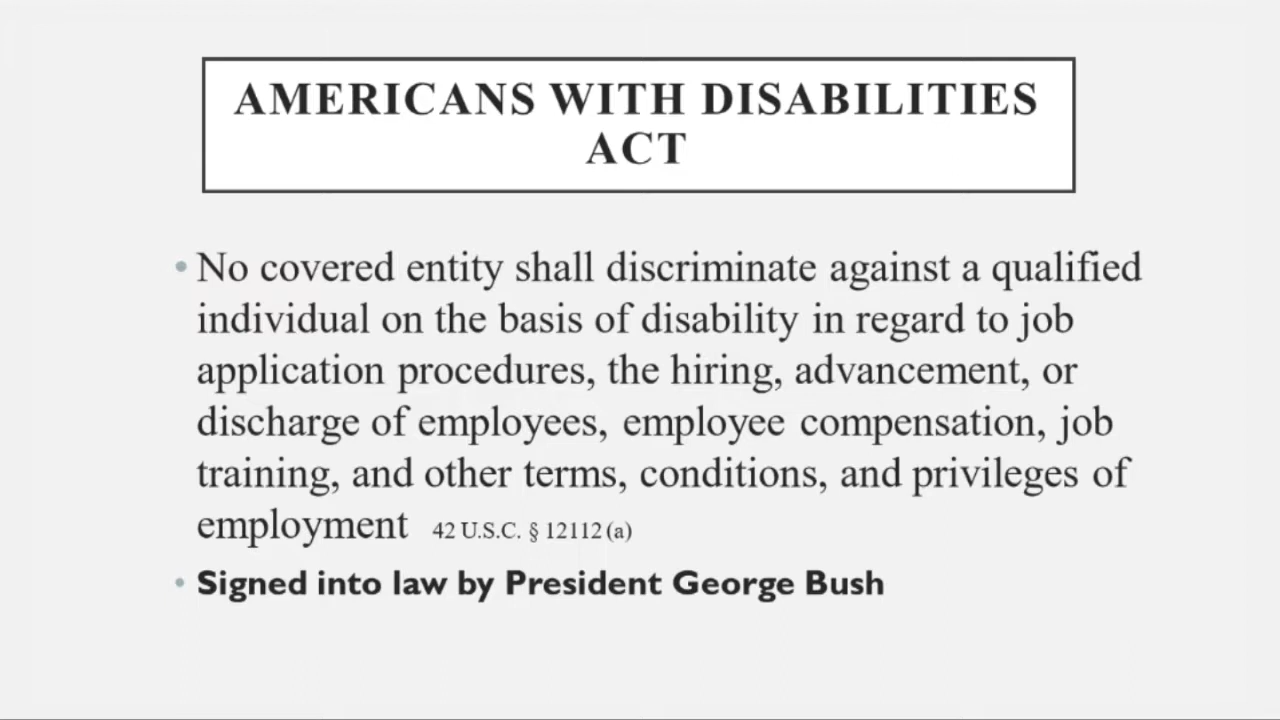 AMERICANS WITH DISABILITIES
ACT
• No covered entity shall discriminate against a qualified
individual on the basis of disability in regard to job
application procedures, the hiring, advancement, or
discharge of employees, employee compensation, job
training, and other terms, conditions, and privileges of
employment 42 U.S.C. § 12112 (a)
• Signed into law by President George Bush